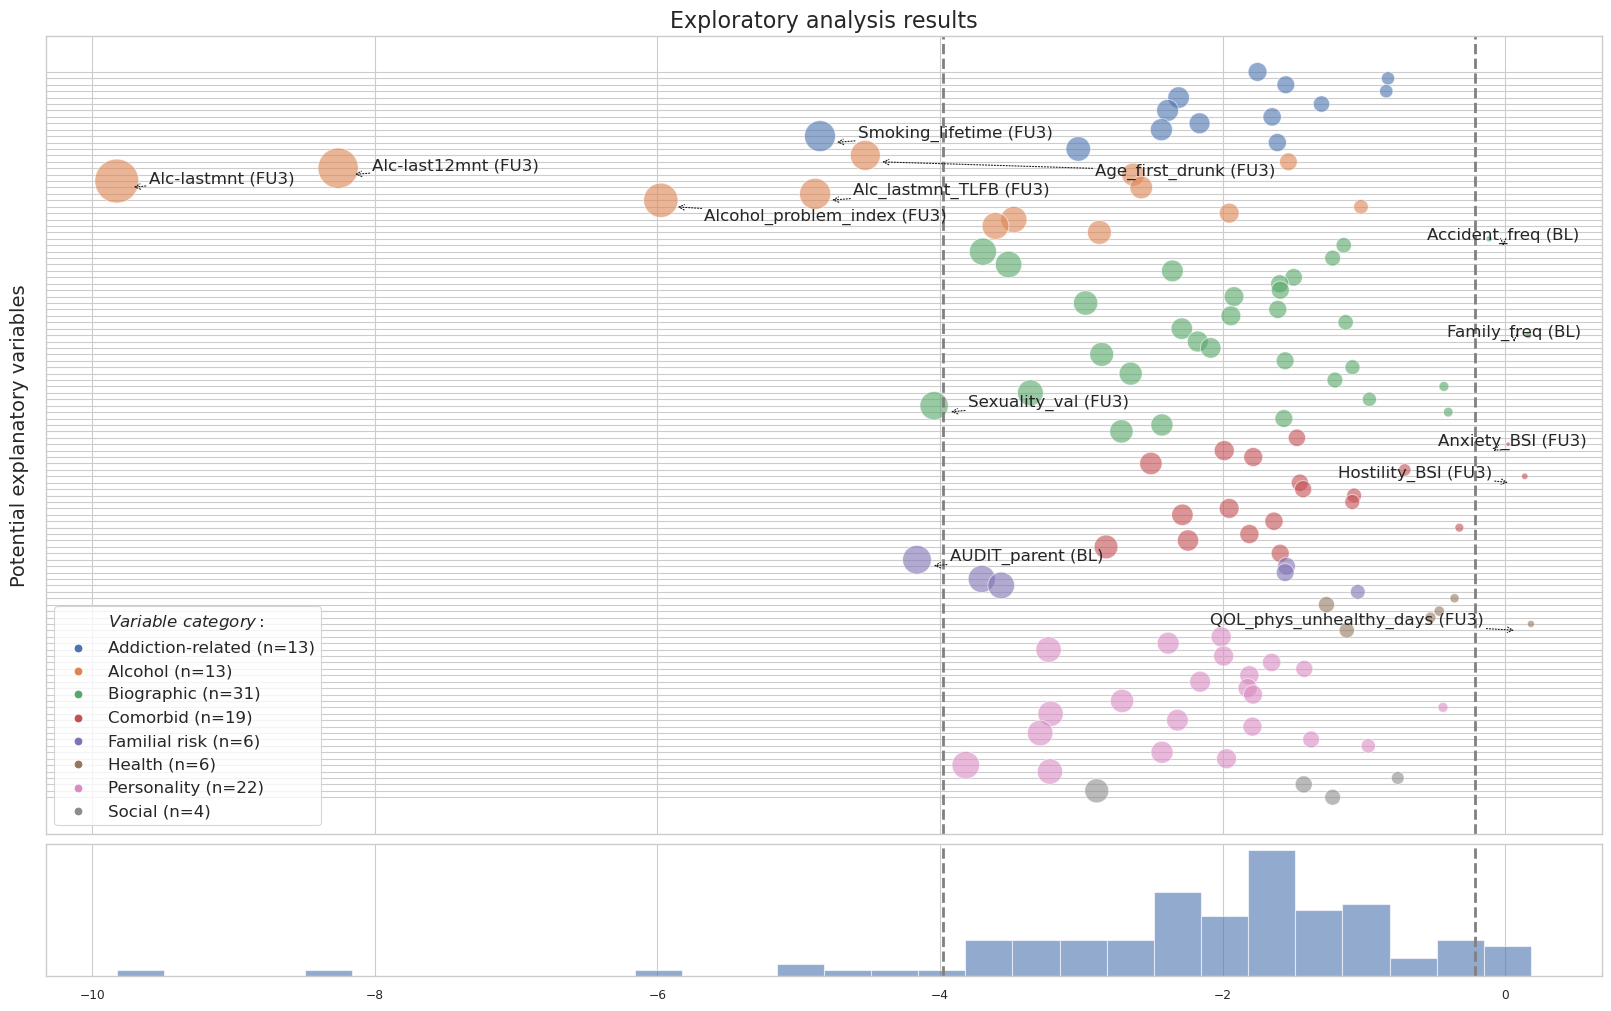 Exploratory analysis results
Potential explanatory variables
Smoking_lifetime (FU3)
Alc-last12mnt (FU3)
Age_first_drunk (FU3)
Alc-lastmnt (FU3)
Alc_lastmnt_TLFB (FU3)
Alcohol_problem_index (FU3)
Accident_freq (BL)
Family_freq (BL)
Sexuality_val (FU3)
Anxiety_BSI (FU3)
Hostility_BSI (FU3)
AUDIT_parent (BL)
QOL_phys_unhealthy_days (FU3)
Variable category:
Addiction-related (n=13)
Alcohol (n=13)
Biographic (n=31)
Comorbid (n=19)
Familial risk (n=6)
Health (n=6)
Personality (n=22)
Social (n=4)
−10 −8 −6 −4 −2 0